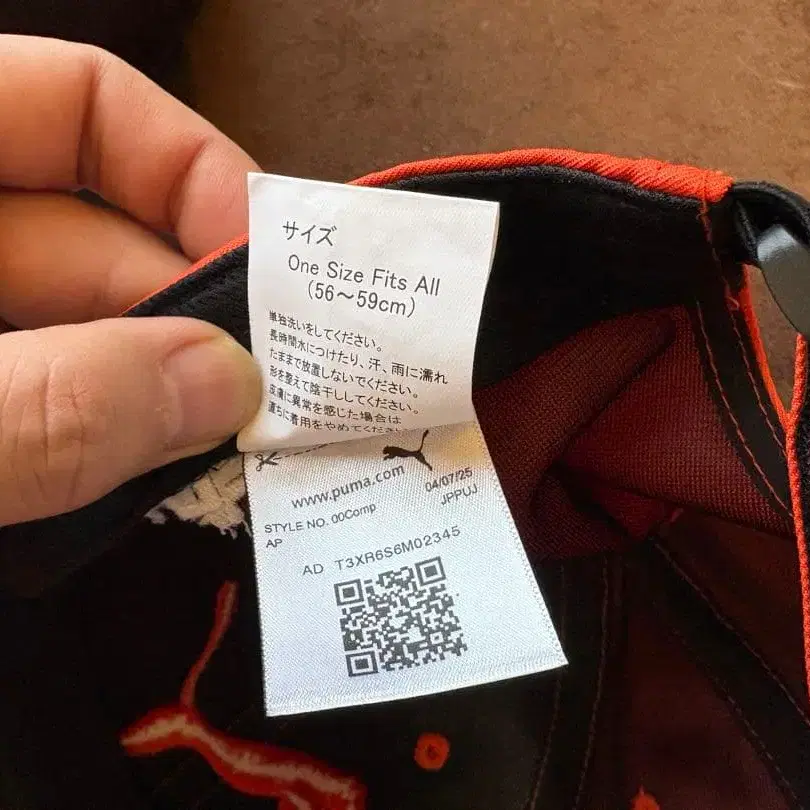 サイズ
One Size Fits All
(56～59cm)
単独洗いをしてください。
長時間水につけたり、汗、雨に濡れ
たままで放置しないでください。
形を整えて陰干ししてください。
皮膚に異常を感じた場合は
直ちに着用をやめてください
www.puma.com
04/07/25
STYLE NO. 00Comp
JPPUJ
AP
AD T3XR6S6M02345